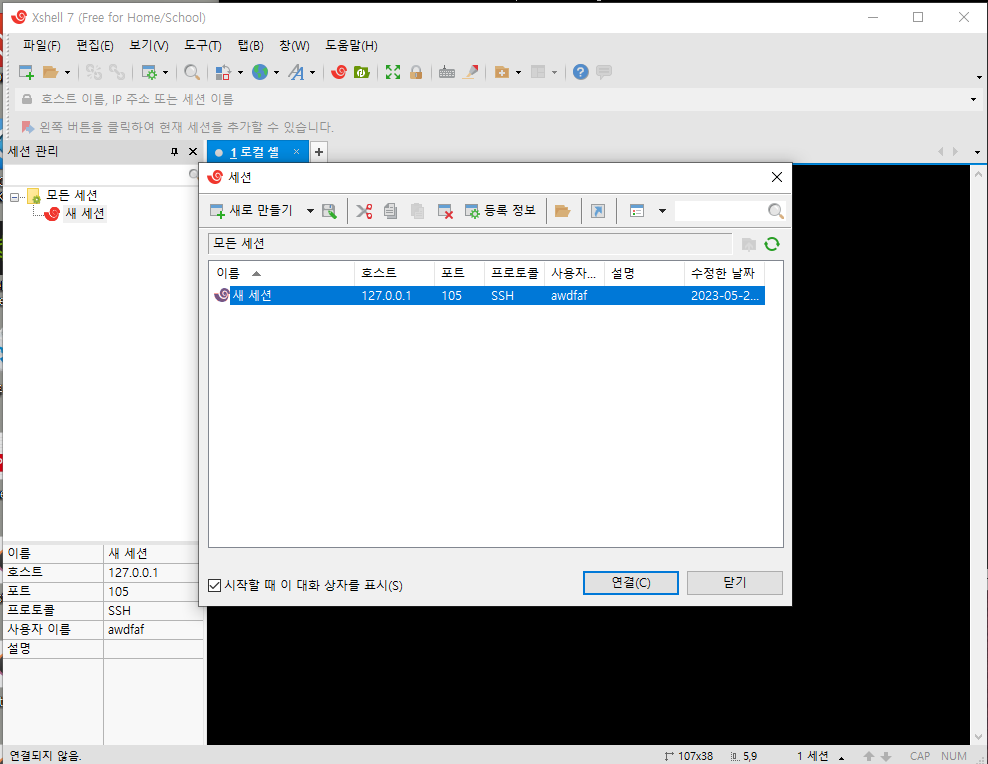 Xshell 7 (Free for Home/School)
파일(F) 편집(E) 보기(V) 도구(T) 탭(B) 창(W) 도움말(H)
호스트 이름, IP 주소 또는 세션 이름
왼쪽 버튼을 클릭하여 현재 세션을 추가할 수 있습니다.
세션 관리
1 로컬 셸
모든 세션
새 세션
세션
새로 만들기 등록 정보
모든 세션
이름 호스트 포트 프로토콜 사용자... 설명 수정한 날짜
새 세션 127.0.0.1 105 SSH awdfaf 2023-05-2...
시작할 때 이 대화 상자를 표시(S)
연결(C) 닫기
이름 새 세션
호스트 127.0.0.1
포트 105
프로토콜 SSH
사용자 이름 awdfaf
설명
연결되지 않음. 107x38 5,9 1 세션 CAP NUM